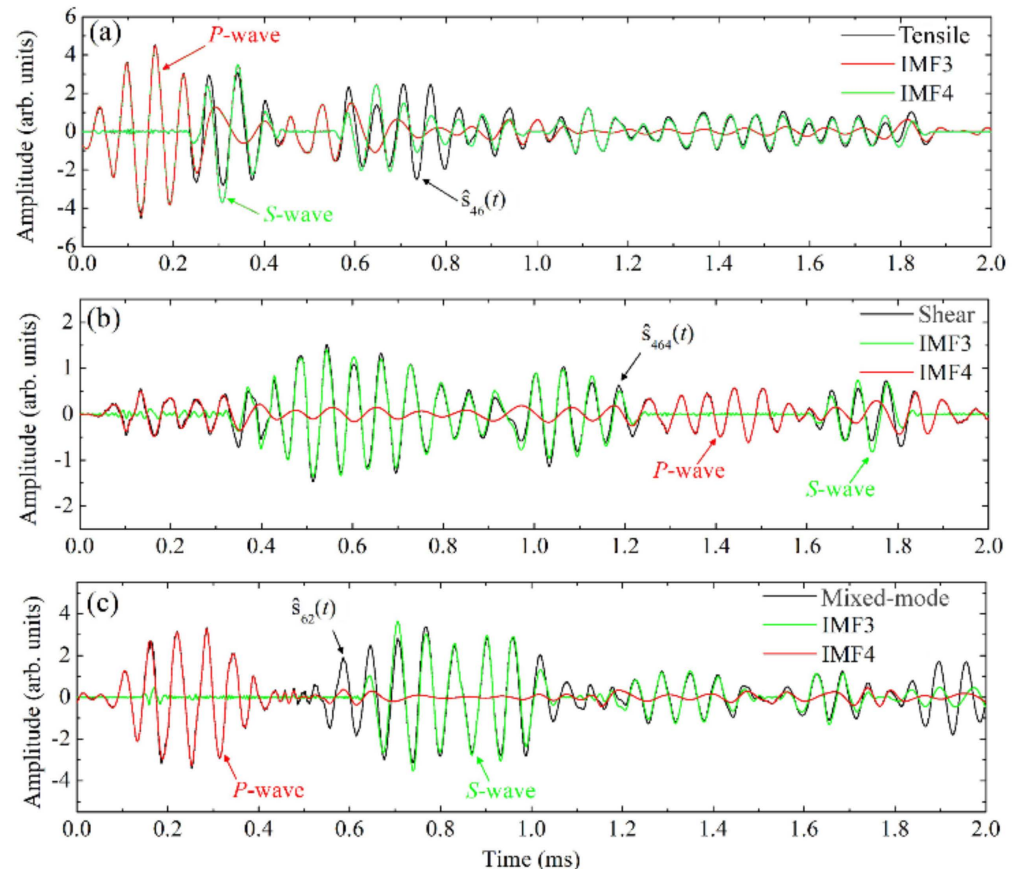 (a)
P-wave
Tensile
IMF3
IMF4
S-wave
ŝ46(t)
Amplitude (arb. units)
6
4
2
0
-2
-4
-6
0.0 0.2 0.4 0.6 0.8 1.0 1.2 1.4 1.6 1.8 2.0
(b)
Shear
IMF3
IMF4
ŝ464(t)
P-wave
S-wave
Amplitude (arb. units)
2
1
0
-1
-2
0.0 0.2 0.4 0.6 0.8 1.0 1.2 1.4 1.6 1.8 2.0
(c)
ŝ62(t)
Mixed-mode
IMF3
IMF4
P-wave
S-wave
Amplitude (arb. units)
4
2
0
-2
-4
0.0 0.2 0.4 0.6 0.8 1.0 1.2 1.4 1.6 1.8 2.0
Time (ms)